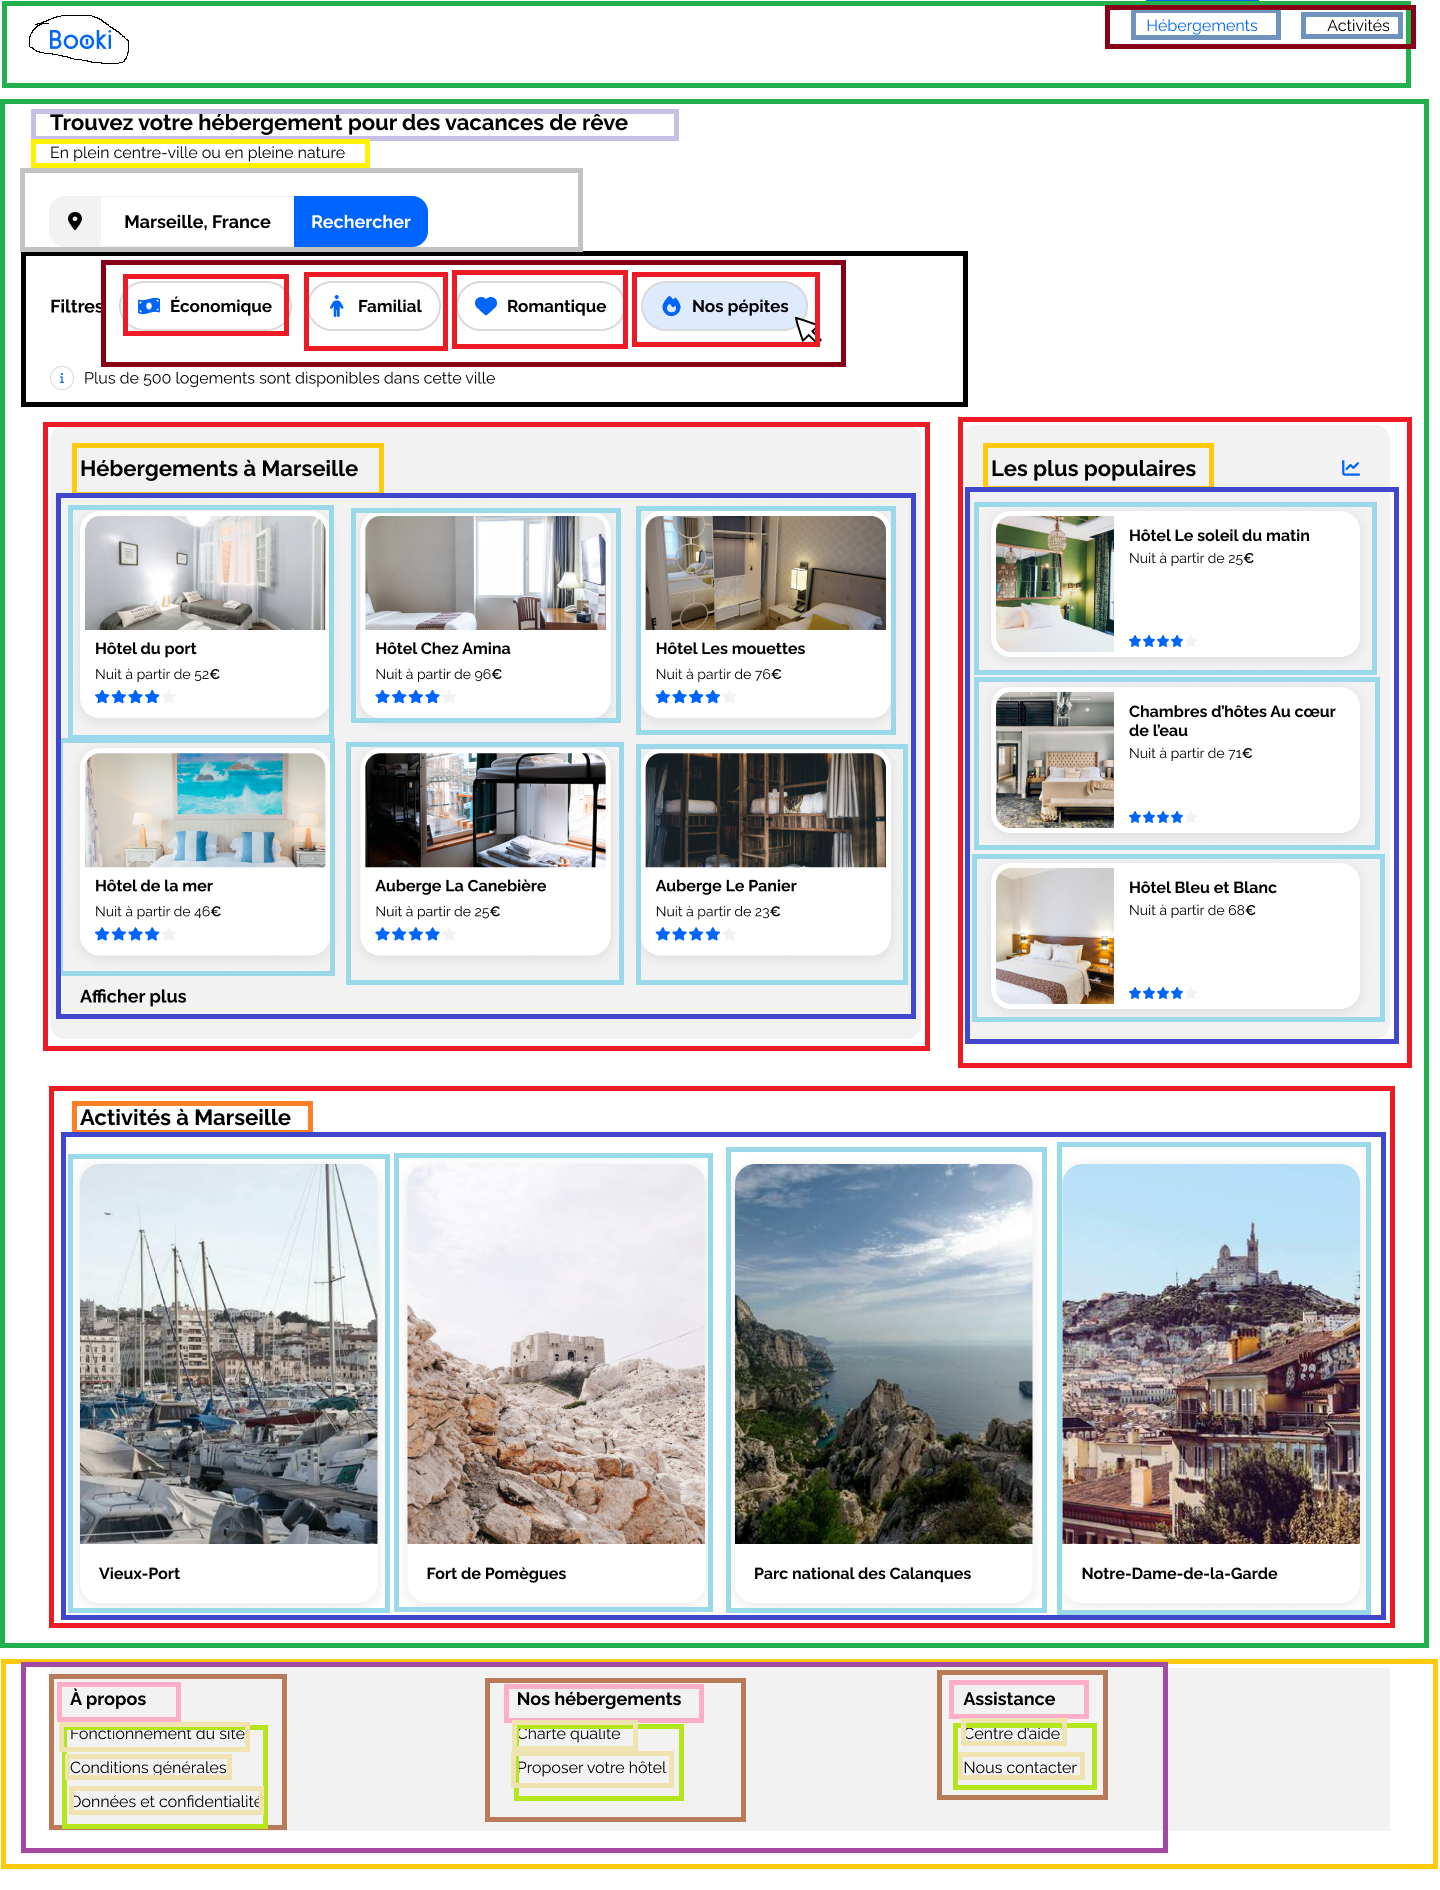 Booki
Hébergements
Activités
Trouvez votre hébergement pour des vacances de rêve
En plein centre-ville ou en pleine nature
Marseille, France
Rechercher
Filtres
Économique
Familial
Romantique
Nos pépites
Plus de 500 logements sont disponibles dans cette ville
Hébergements à Marseille
Hôtel du port
Nuit à partir de 52€
Hôtel Chez Amina
Nuit à partir de 96€
Hôtel Les mouettes
Nuit à partir de 76€
Hôtel de la mer
Nuit à partir de 46€
Auberge La Canebière
Nuit à partir de 25€
Auberge Le Panier
Nuit à partir de 23€
Afficher plus
Les plus populaires
Hôtel Le soleil du matin
Nuit à partir de 25€
Chambres d'hôtes Au cœur
de l'eau
Nuit à partir de 71€
Hôtel Bleu et Blanc
Nuit à partir de 68€
Activités à Marseille
Vieux-Port
Fort de Pomègues
Parc national des Calanques
Notre-Dame-de-la-Garde
À propos
Fonctionnement du site
Conditions générales
Données et confidentialité
Nos hébergements
Charte qualité
Proposer votre hôtel
Assistance
Centre d'aide
Nous contacter